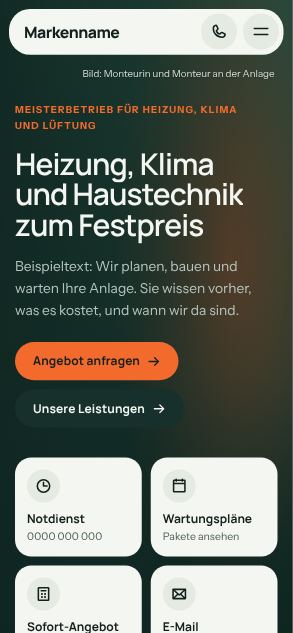 Markenname
Bild: Monteurin und Monteur an der Anlage
MEISTERBETRIEB FÜR HEIZUNG, KLIMA
UND LÜFTUNG
Heizung, Klima
und Haustechnik
zum Festpreis
Beispieltext: Wir planen, bauen und
warten Ihre Anlage. Sie wissen vorher,
was es kostet, und wann wir da sind.
Angebot anfragen →
Unsere Leistungen →
Notdienst
0000 000 000
Wartungspläne
Pakete ansehen
Sofort-Angebot
E-Mail